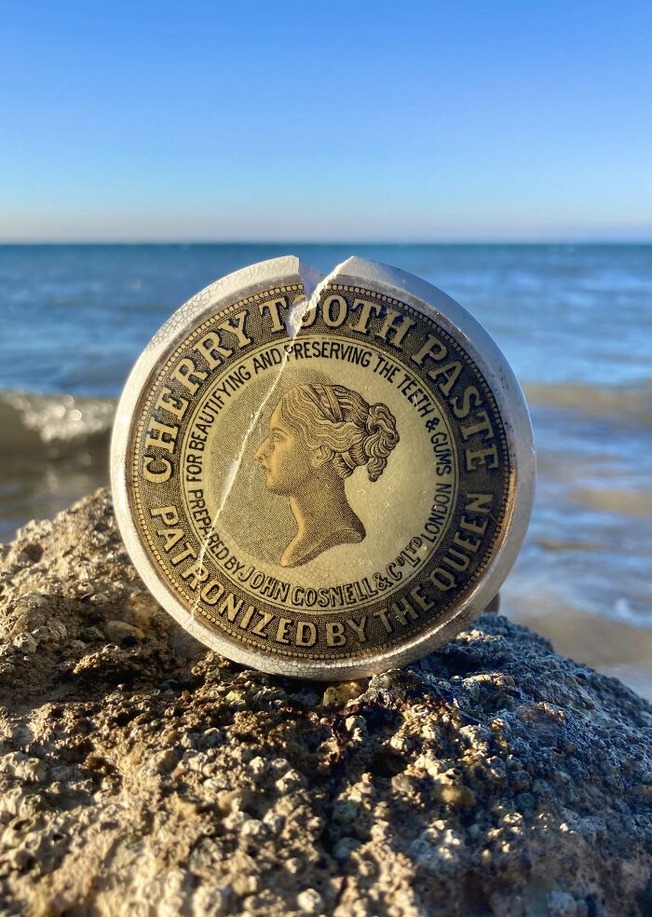 CHERRY TOOTH PASTE
PATRONIZED BY THE QUEEN
FOR BEAUTIFYING AND PRESERVING THE TEETH & GUMS
PREPARED BY JOHN GOSNELL & Co LTD LONDON